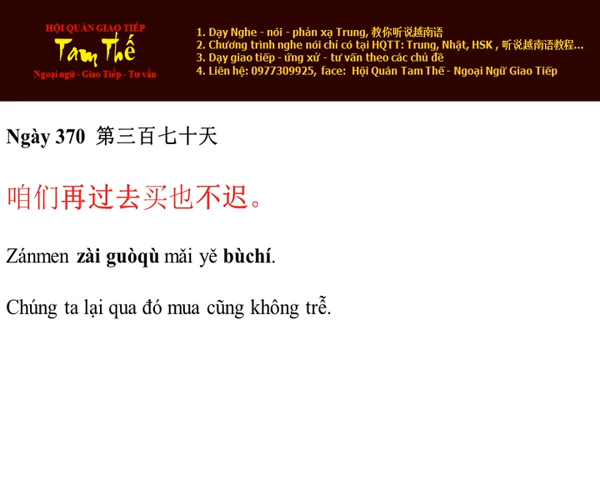 HỘI QUÁN GIAO TIẾP
Tam Thế
Ngoại ngữ - Giao Tiếp - Tư vấn
1. Dạy Nghe - nói - phản xạ Trung, 教你听说越南语
2. Chương trình nghe nói chỉ có tại HQTT: Trung, Nhật, HSK , 听说越南语教程...
3. Dạy giao tiếp - ứng xử - tư vấn theo các chủ đề
4. Liên hệ: 0977309925, face: Hội Quán Tam Thế - Ngoại Ngữ Giao Tiếp
Ngày 370 第三百七十天
咱们再过去买也不迟。
Zánmen zài guòqù mǎi yě bùchí.
Chúng ta lại qua đó mua cũng không trễ.